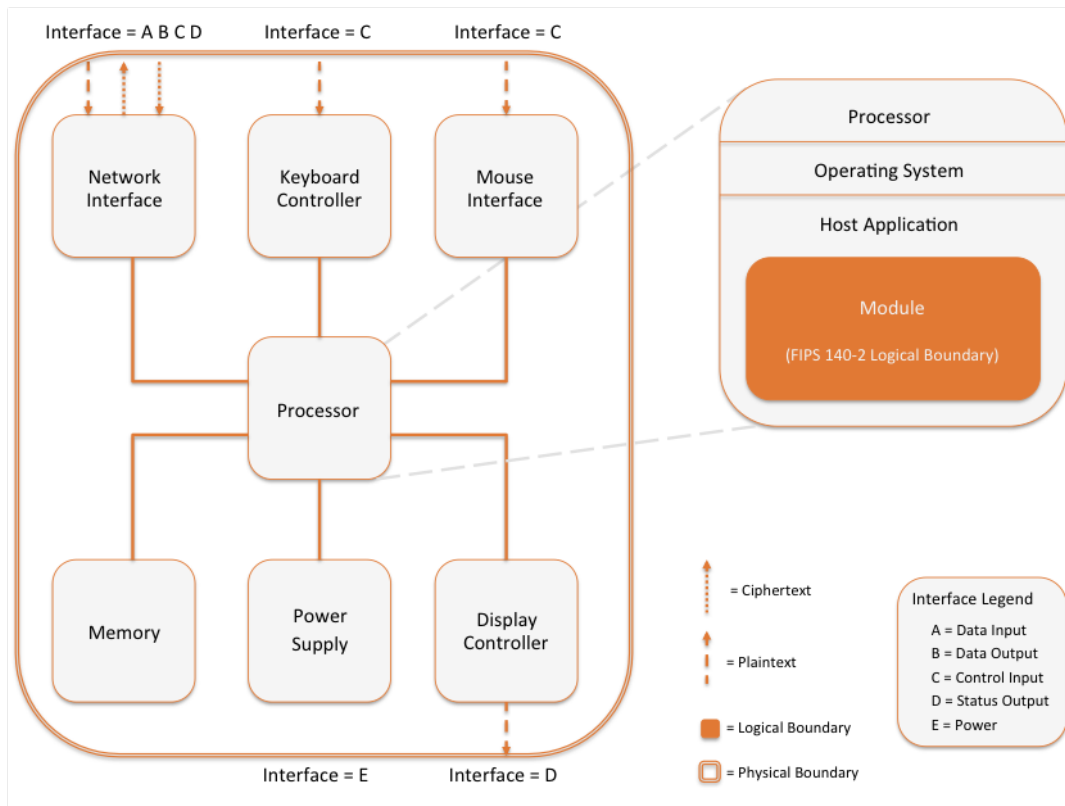 Interface = A B C D
Interface = C
Interface = C
Network
Interface
Keyboard
Controller
Mouse
Interface
Processor
Memory
Power
Supply
Display
Controller
Interface = E
Interface = D
Processor
Operating System
Host Application
Module
(FIPS 140-2 Logical Boundary)
= Ciphertext
= Plaintext
= Logical Boundary
= Physical Boundary
Interface Legend
A = Data Input
B = Data Output
C = Control Input
D = Status Output
E = Power